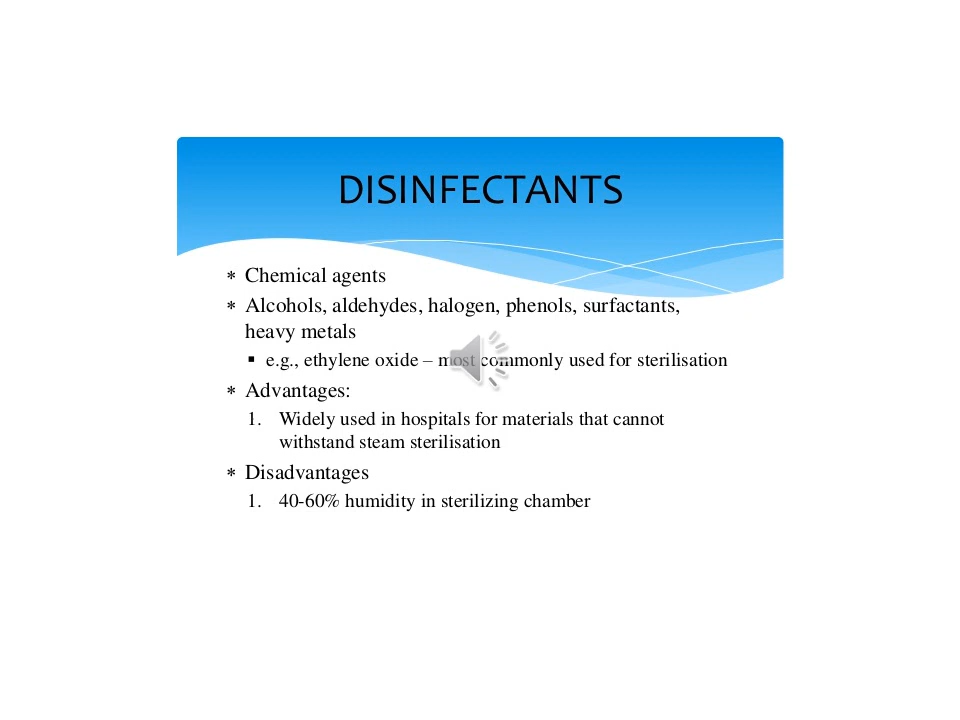 DISINFECTANTS
* Chemical agents
* Alcohols, aldehydes, halogen, phenols, surfactants,
heavy metals
▪ e.g., ethylene oxide – most commonly used for sterilisation
* Advantages:
1. Widely used in hospitals for materials that cannot
withstand steam sterilisation
* Disadvantages
1. 40-60% humidity in sterilizing chamber